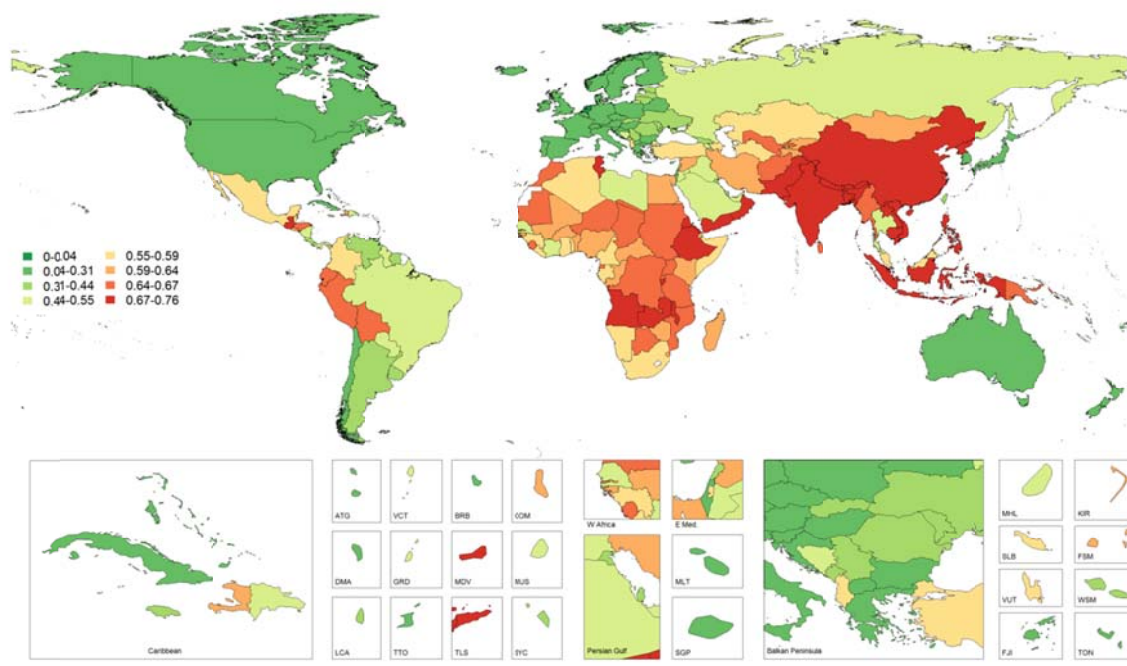 0-0.04
0.04-0.31
0.31-0.44
0.44-0.55
0.55-0.59
0.59-0.64
0.64-0.67
0.67-0.76
Caribbean
ATG
VCT
BRB
COM
DMA
GRD
MDV
MUS
LCA
TTO
TLS
SYC
W Africa
E Med.
Persian Gulf
MLT
SGP
Balkan Peninsula
MHL
KIR
SLB
FSM
VUT
WSM
FJI
TON